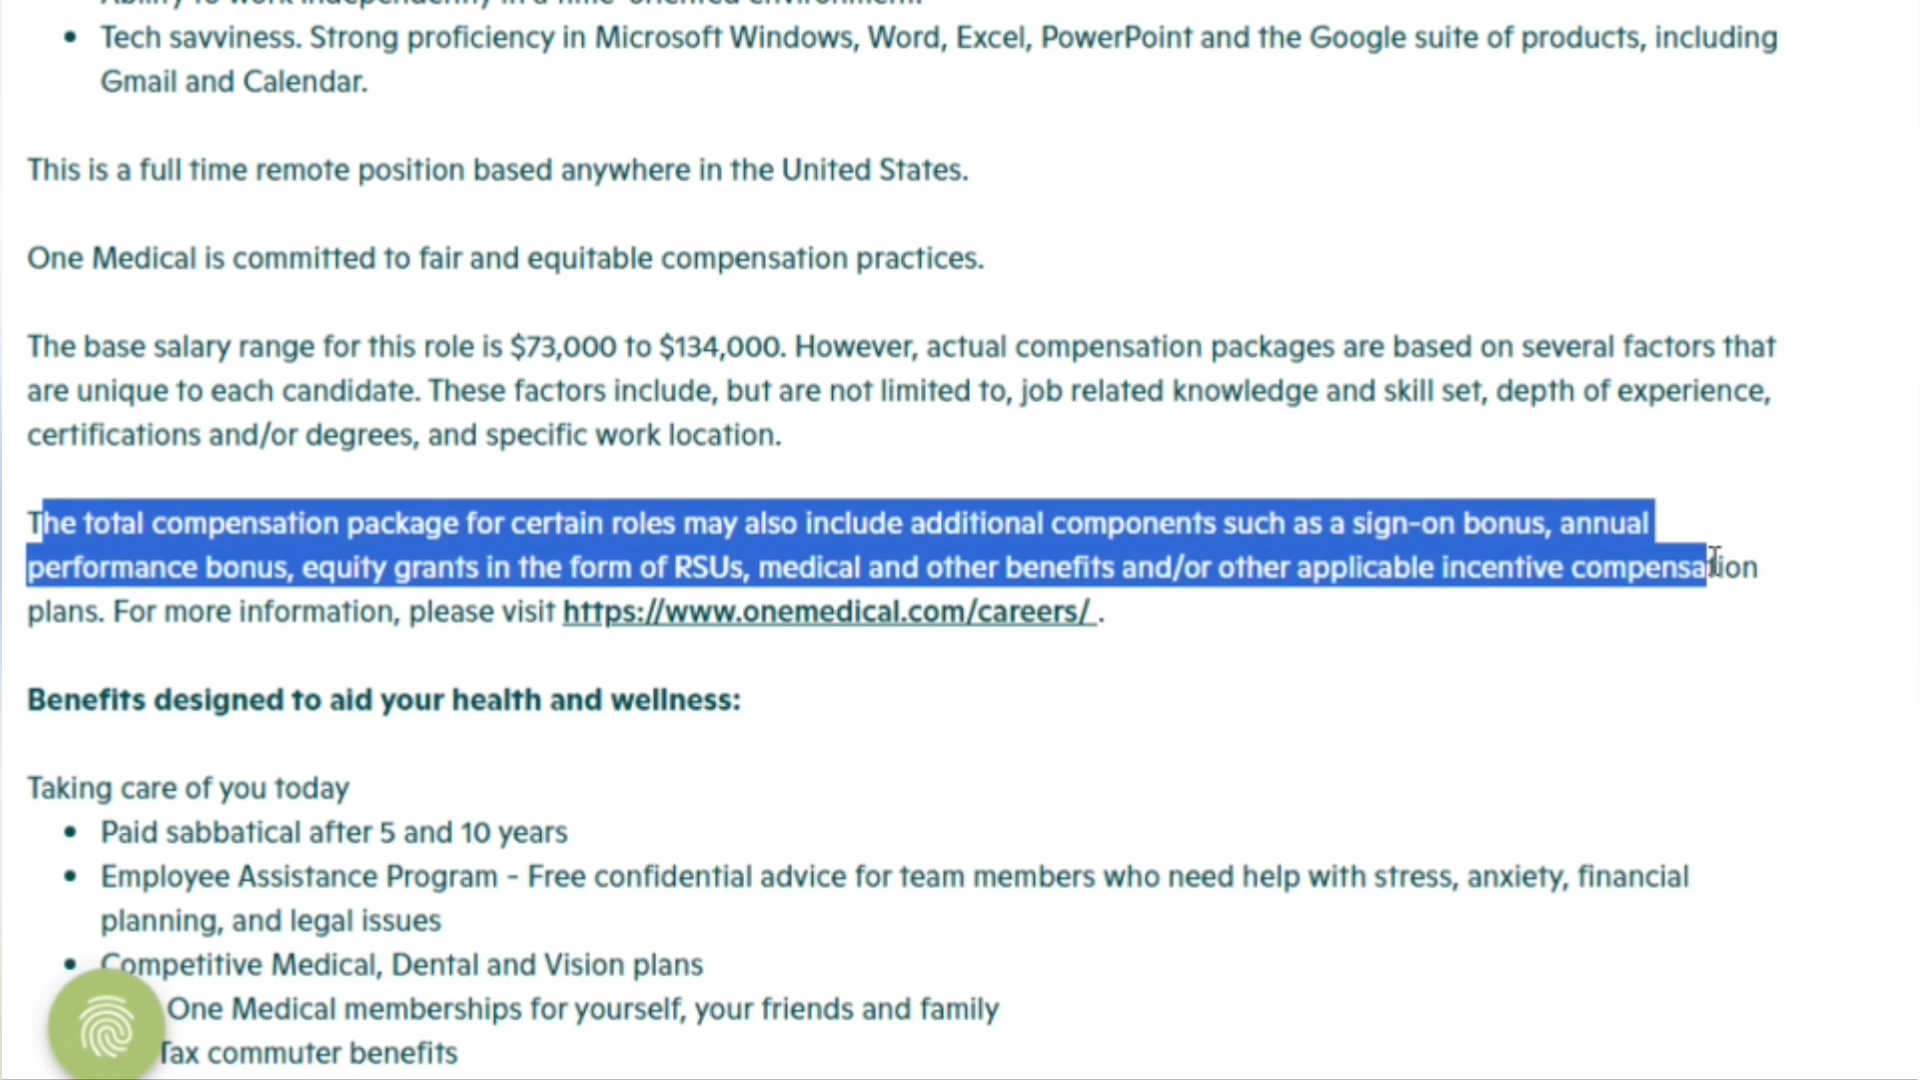 Ability to work independently in a time-oriented environment.
Tech savviness. Strong proficiency in Microsoft Windows, Word, Excel, PowerPoint and the Google suite of products, including
Gmail and Calendar.
This is a full time remote position based anywhere in the United States.
One Medical is committed to fair and equitable compensation practices.
The base salary range for this role is $73,000 to $134,000. However, actual compensation packages are based on several factors that
are unique to each candidate. These factors include, but are not limited to, job related knowledge and skill set, depth of experience,
certifications and/or degrees, and specific work location.
The total compensation package for certain roles may also include additional components such as a sign-on bonus, annual
performance bonus, equity grants in the form of RSUs, medical and other benefits and/or other applicable incentive compensation
plans. For more information, please visit https://www.onemedical.com/careers/ .
Benefits designed to aid your health and wellness:
Taking care of you today
Paid sabbatical after 5 and 10 years
Employee Assistance Program - Free confidential advice for team members who need help with stress, anxiety, financial
planning, and legal issues
Competitive Medical, Dental and Vision plans
One Medical memberships for yourself, your friends and family
Tax commuter benefits